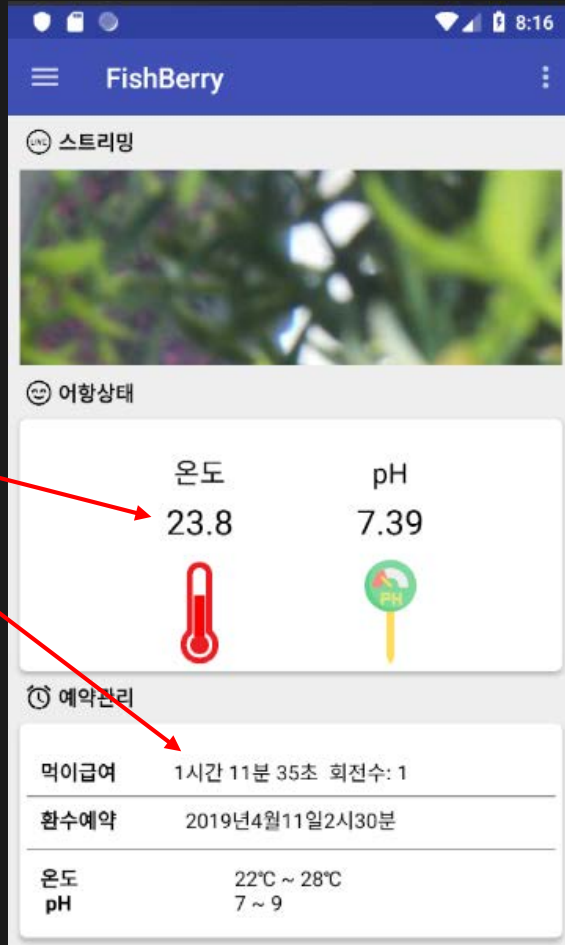 8:16
FishBerry
LIVE 스트리밍
어항상태
온도 pH
23.8 7.39
PH
예약관리
먹이급여 1시간 11분 35초 회전수: 1
환수예약 2019년4월11일2시30분
온도 22℃ ~ 28℃
pH 7 ~ 9